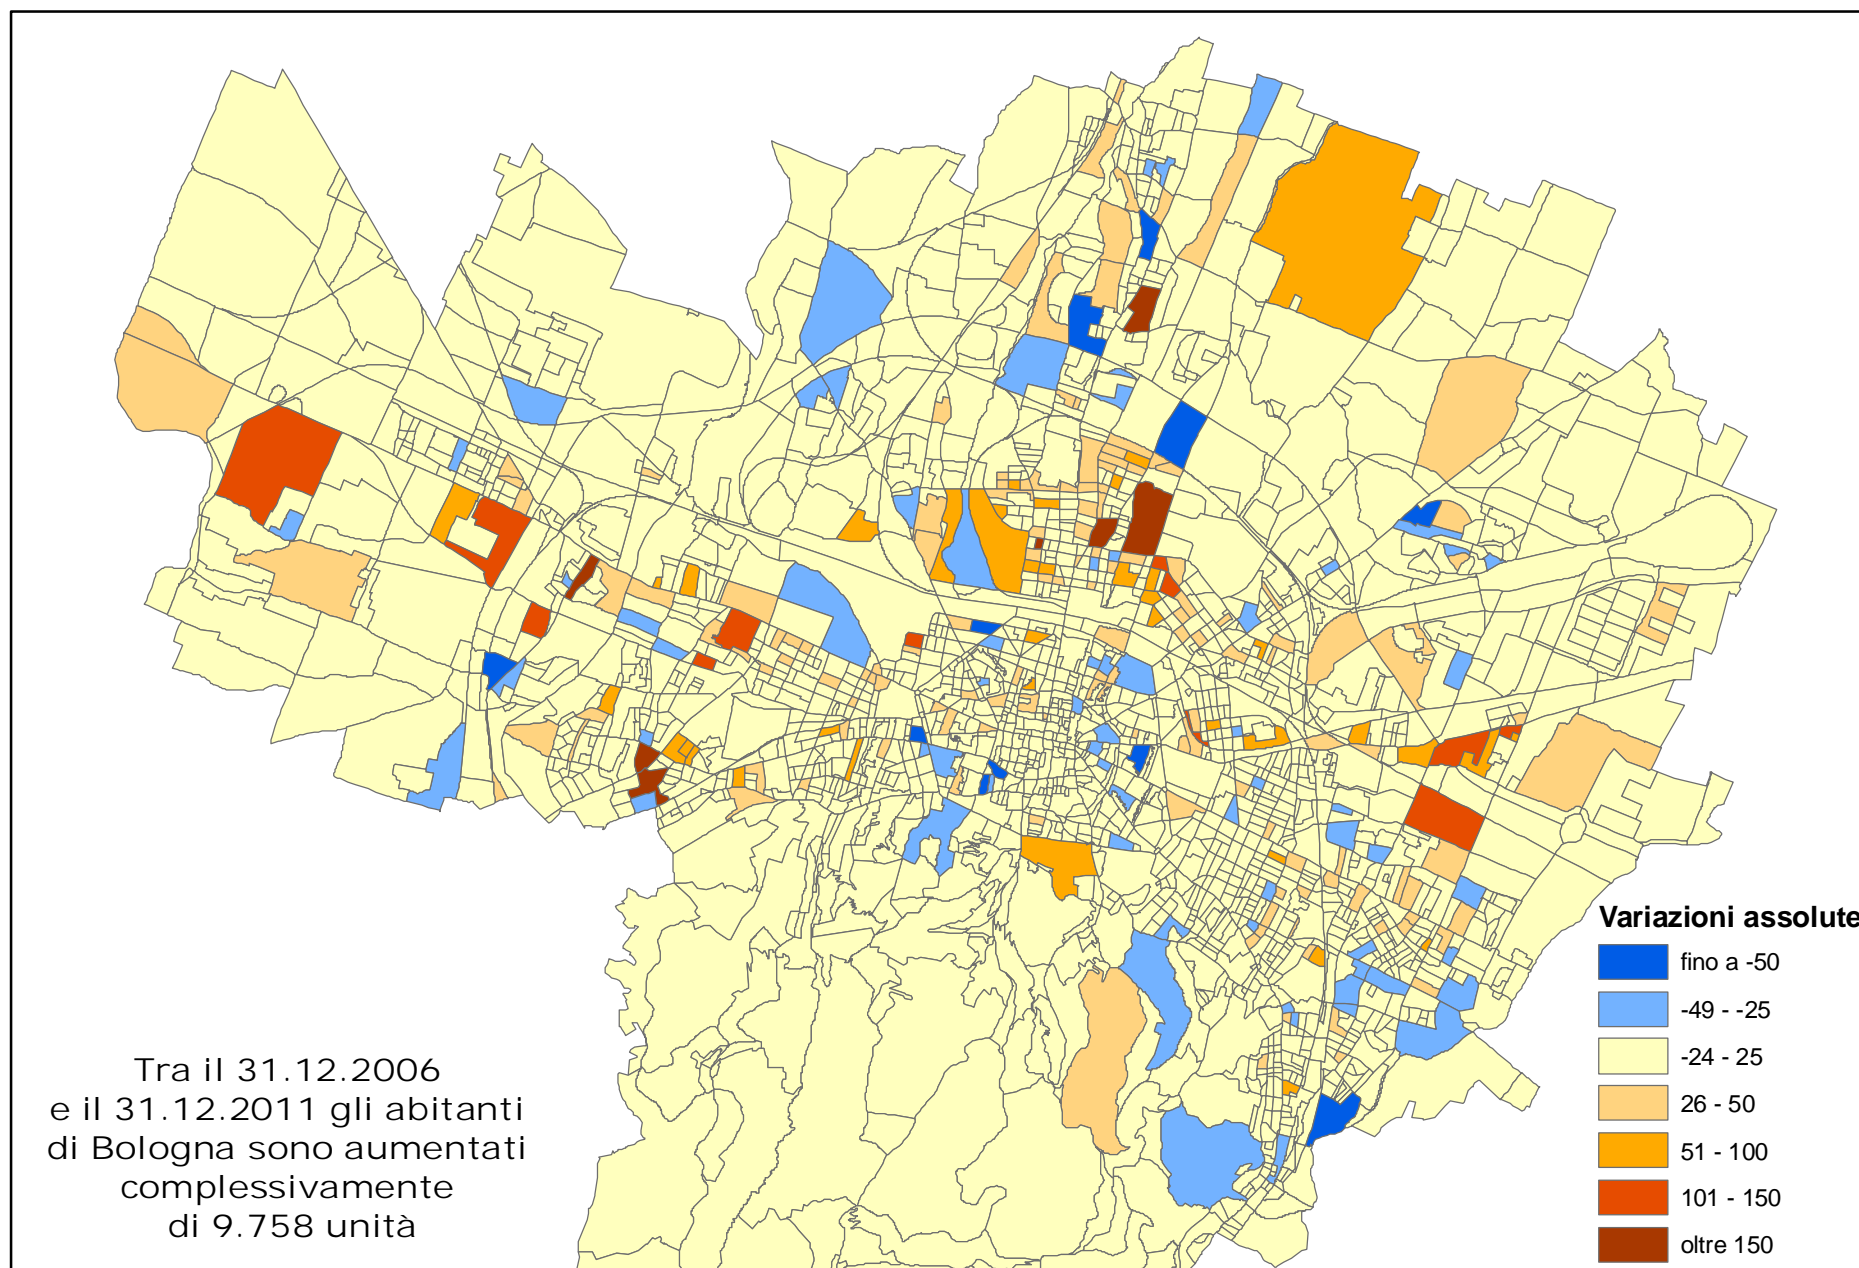 Variazioni assolute
fino a -50
-49 - -25
-24 - 25
26 - 50
51 - 100
101 - 150
oltre 150
Tra il 31.12.2006
e il 31.12.2011 gli abitanti
di Bologna sono aumentati
complessivamente
di 9.758 unità